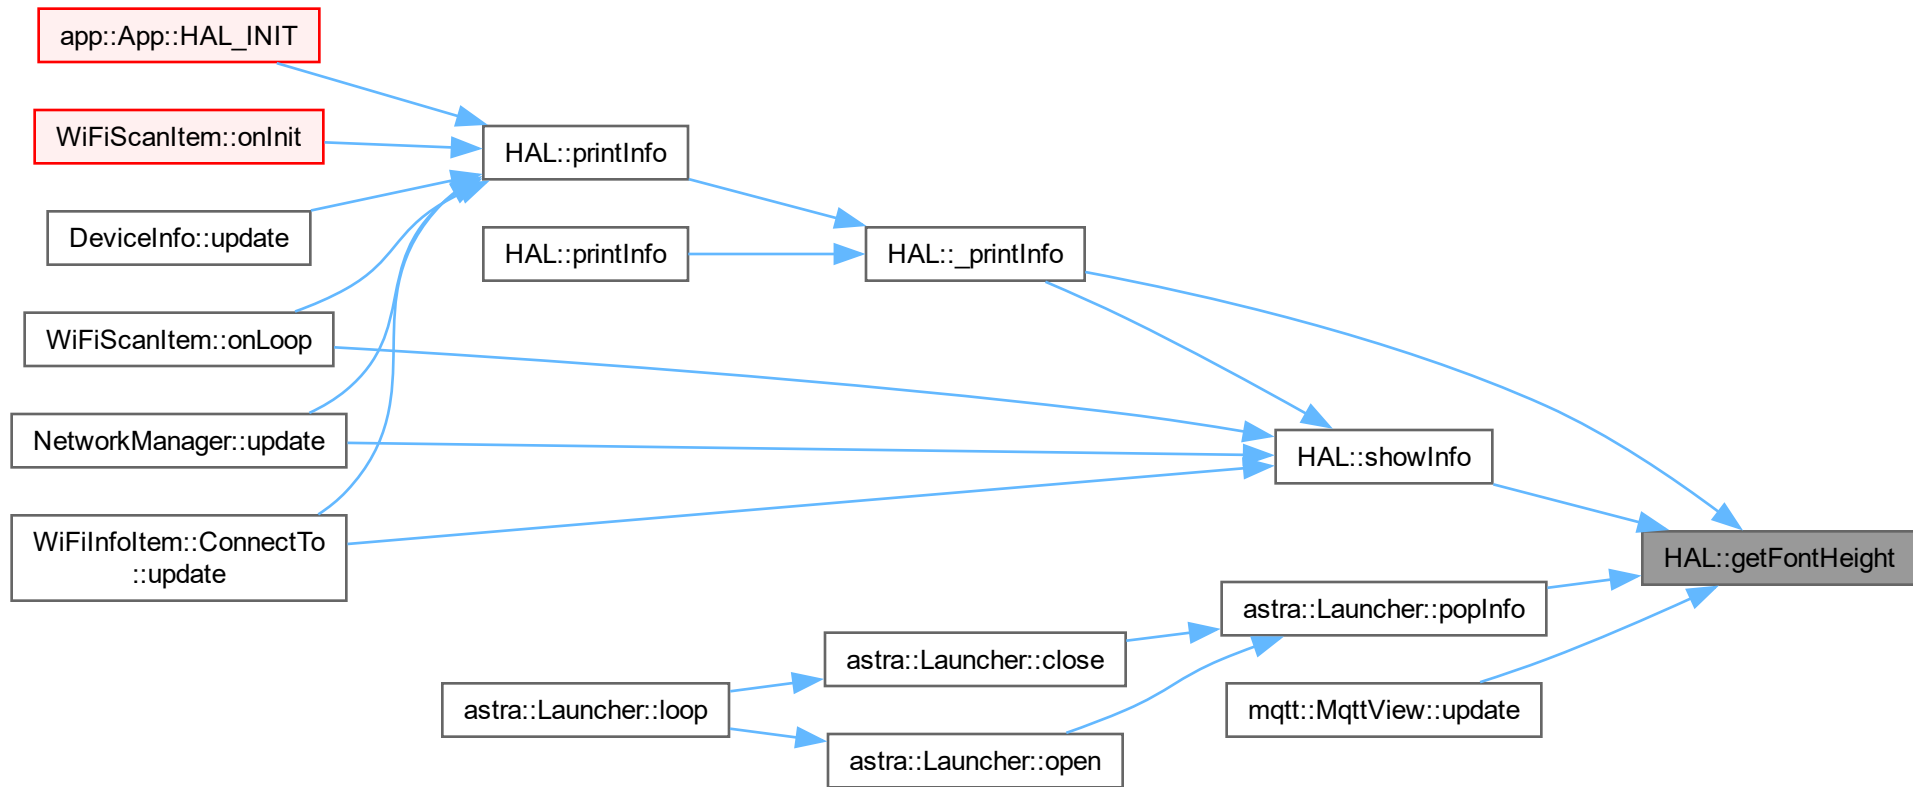 app::App::HAL_INIT
WiFiScanItem::onInit
HAL::printInfo
DeviceInfo::update
HAL::printInfo
HAL::_printInfo
WiFiScanItem::onLoop
NetworkManager::update
HAL::showInfo
WiFiInfoItem::ConnectTo
::update
HAL::getFontHeight
astra::Launcher::popInfo
astra::Launcher::close
astra::Launcher::loop
mqtt::MqttView::update
astra::Launcher::open